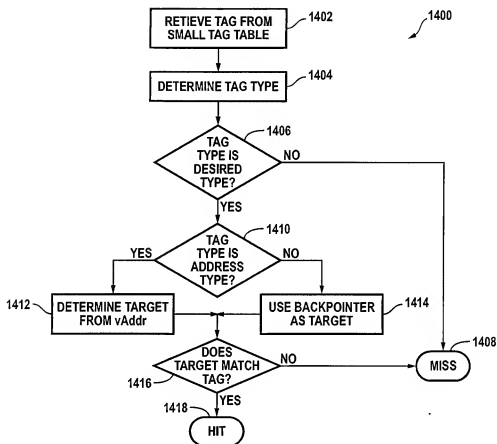 RETIEVE TAG FROM
SMALL TAG TABLE
1402
1400
DETERMINE TAG TYPE
1404
TAG
TYPE IS
DESIRED
TYPE?
1406
NO
YES
TAG
TYPE IS
ADDRESS
TYPE?
1410
YES
NO
1412
DETERMINE TARGET
FROM vAddr
USE BACKPOINTER
AS TARGET
1414
DOES
TARGET MATCH
TAG?
1416
NO
MISS
1408
YES
1418
HIT